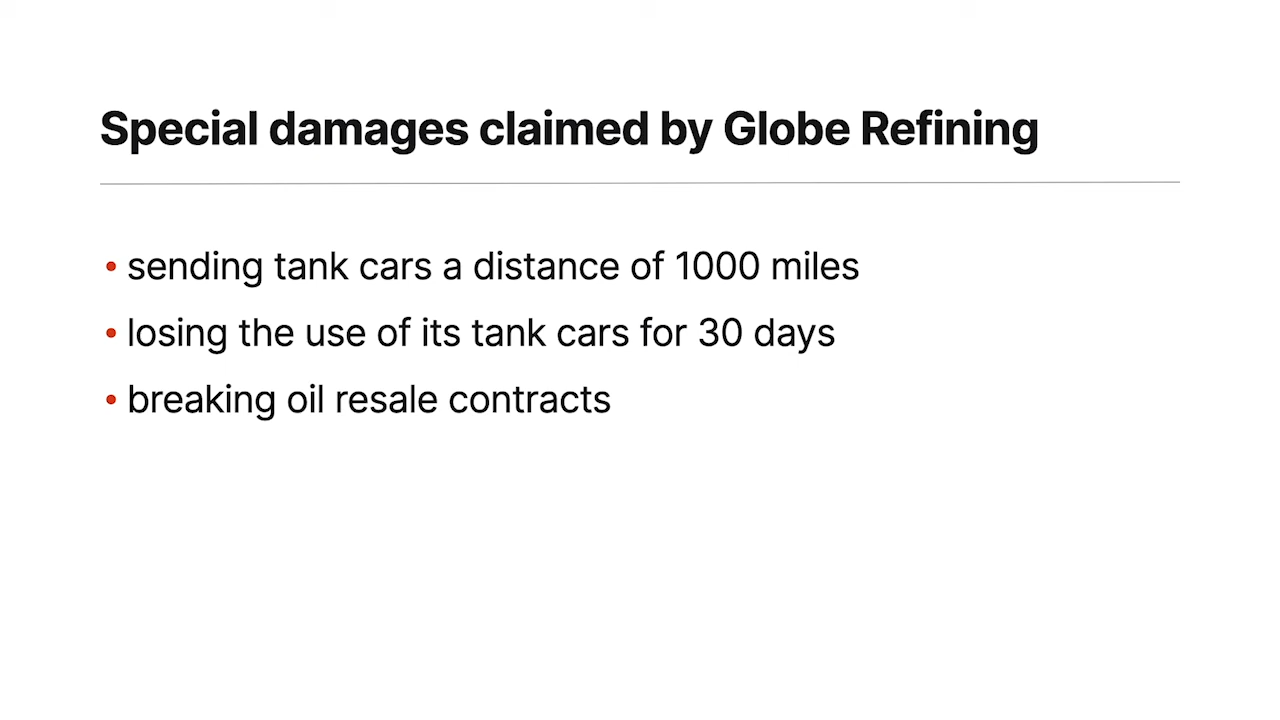 Special damages claimed by Globe Refining
• sending tank cars a distance of 1000 miles
• losing the use of its tank cars for 30 days
• breaking oil resale contracts